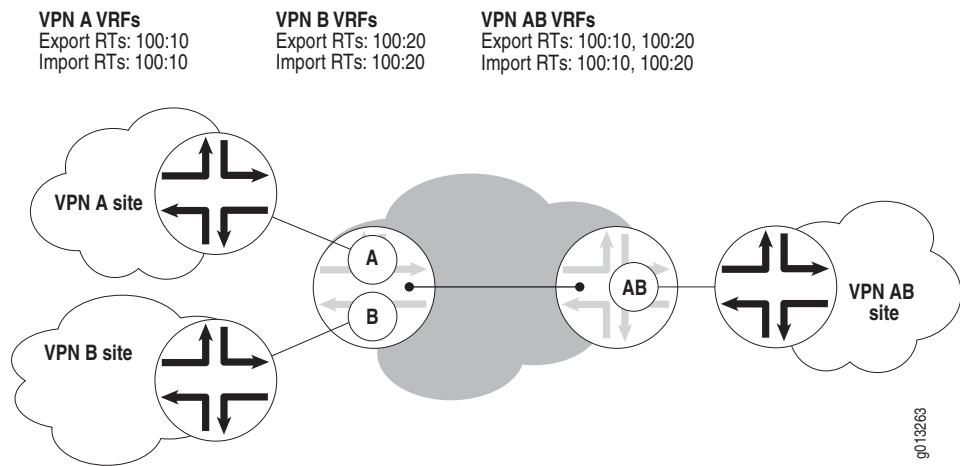 VPN A VRFs
Export RTs: 100:10
Import RTs: 100:10
VPN B VRFs
Export RTs: 100:20
Import RTs: 100:20
VPN AB VRFs
Export RTs: 100:10, 100:20
Import RTs: 100:10, 100:20
VPN A site
A
B
VPN B site
AB
VPN AB
site
g013263